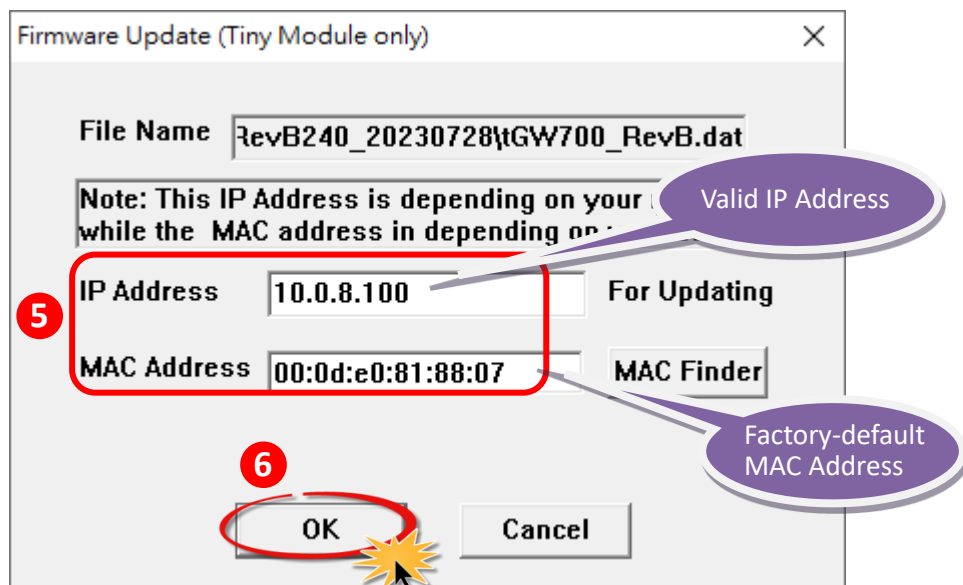 Firmware Update (Tiny Module only)
File Name RevB240_20230728\tGW700_RevB.dat
Note: This IP Address is depending on your
while the MAC address in depending on
Valid IP Address
5
IP Address 10.0.8.100 For Updating
MAC Address 00:0d:e0:81:88:07 MAC Finder
Factory-default
MAC Address
6
OK Cancel